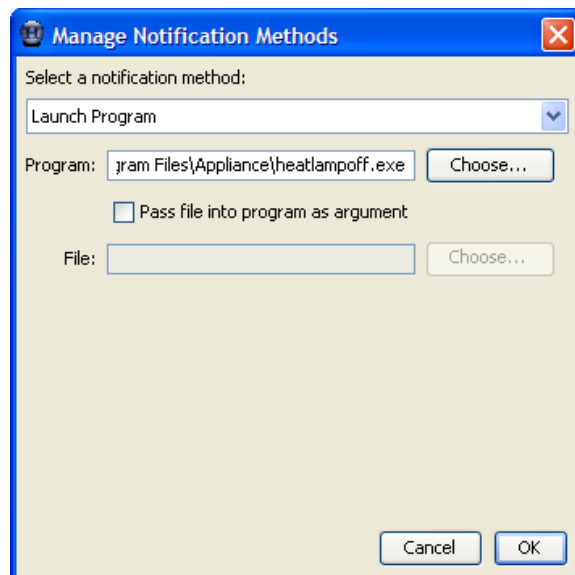 Manage Notification Methods
Select a notification method:
Launch Program
Program: gram Files\Appliance\heatlampoff.exe Choose...
Pass file into program as argument
File: Choose...
Cancel OK